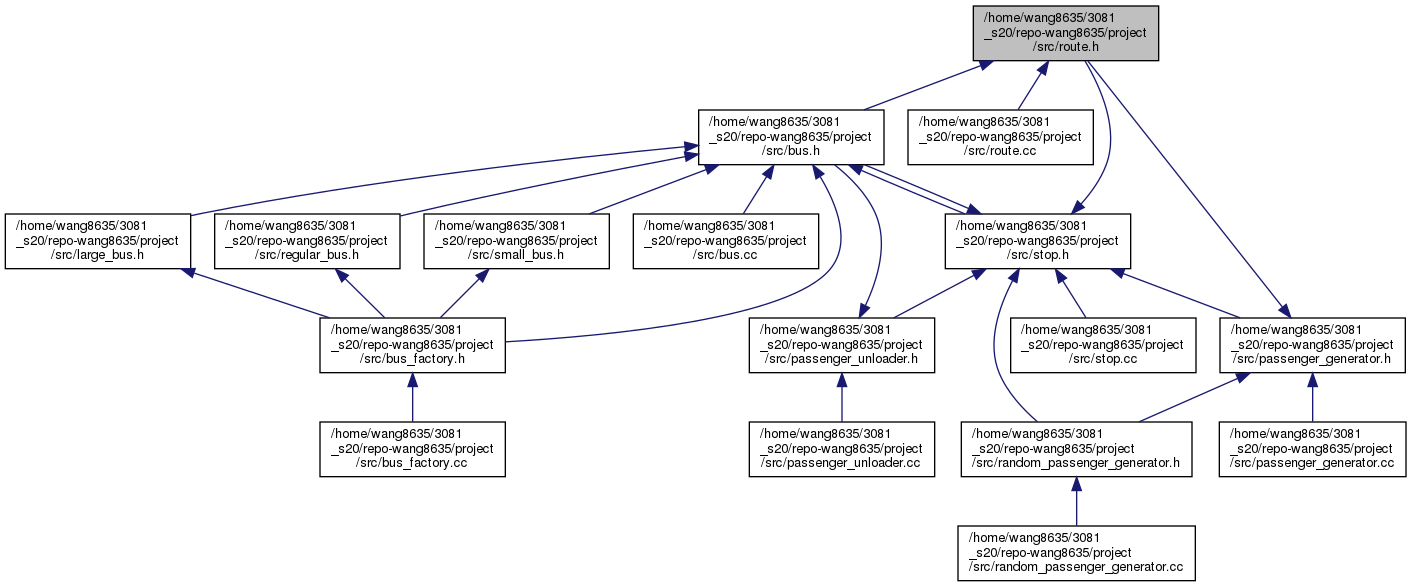 /home/wang8635/3081
_s20/repo-wang8635/project
/src/route.h
/home/wang8635/3081
_s20/repo-wang8635/project
/src/bus.h
/home/wang8635/3081
_s20/repo-wang8635/project
/src/route.cc
/home/wang8635/3081
_s20/repo-wang8635/project
/src/large_bus.h
/home/wang8635/3081
_s20/repo-wang8635/project
/src/regular_bus.h
/home/wang8635/3081
_s20/repo-wang8635/project
/src/small_bus.h
/home/wang8635/3081
_s20/repo-wang8635/project
/src/bus.cc
/home/wang8635/3081
_s20/repo-wang8635/project
/src/stop.h
/home/wang8635/3081
_s20/repo-wang8635/project
/src/bus_factory.h
/home/wang8635/3081
_s20/repo-wang8635/project
/src/passenger_unloader.h
/home/wang8635/3081
_s20/repo-wang8635/project
/src/stop.cc
/home/wang8635/3081
_s20/repo-wang8635/project
/src/passenger_generator.h
/home/wang8635/3081
_s20/repo-wang8635/project
/src/bus_factory.cc
/home/wang8635/3081
_s20/repo-wang8635/project
/src/passenger_unloader.cc
/home/wang8635/3081
_s20/repo-wang8635/project
/src/random_passenger_generator.h
/home/wang8635/3081
_s20/repo-wang8635/project
/src/passenger_generator.cc
/home/wang8635/3081
_s20/repo-wang8635/project
/src/random_passenger_generator.cc